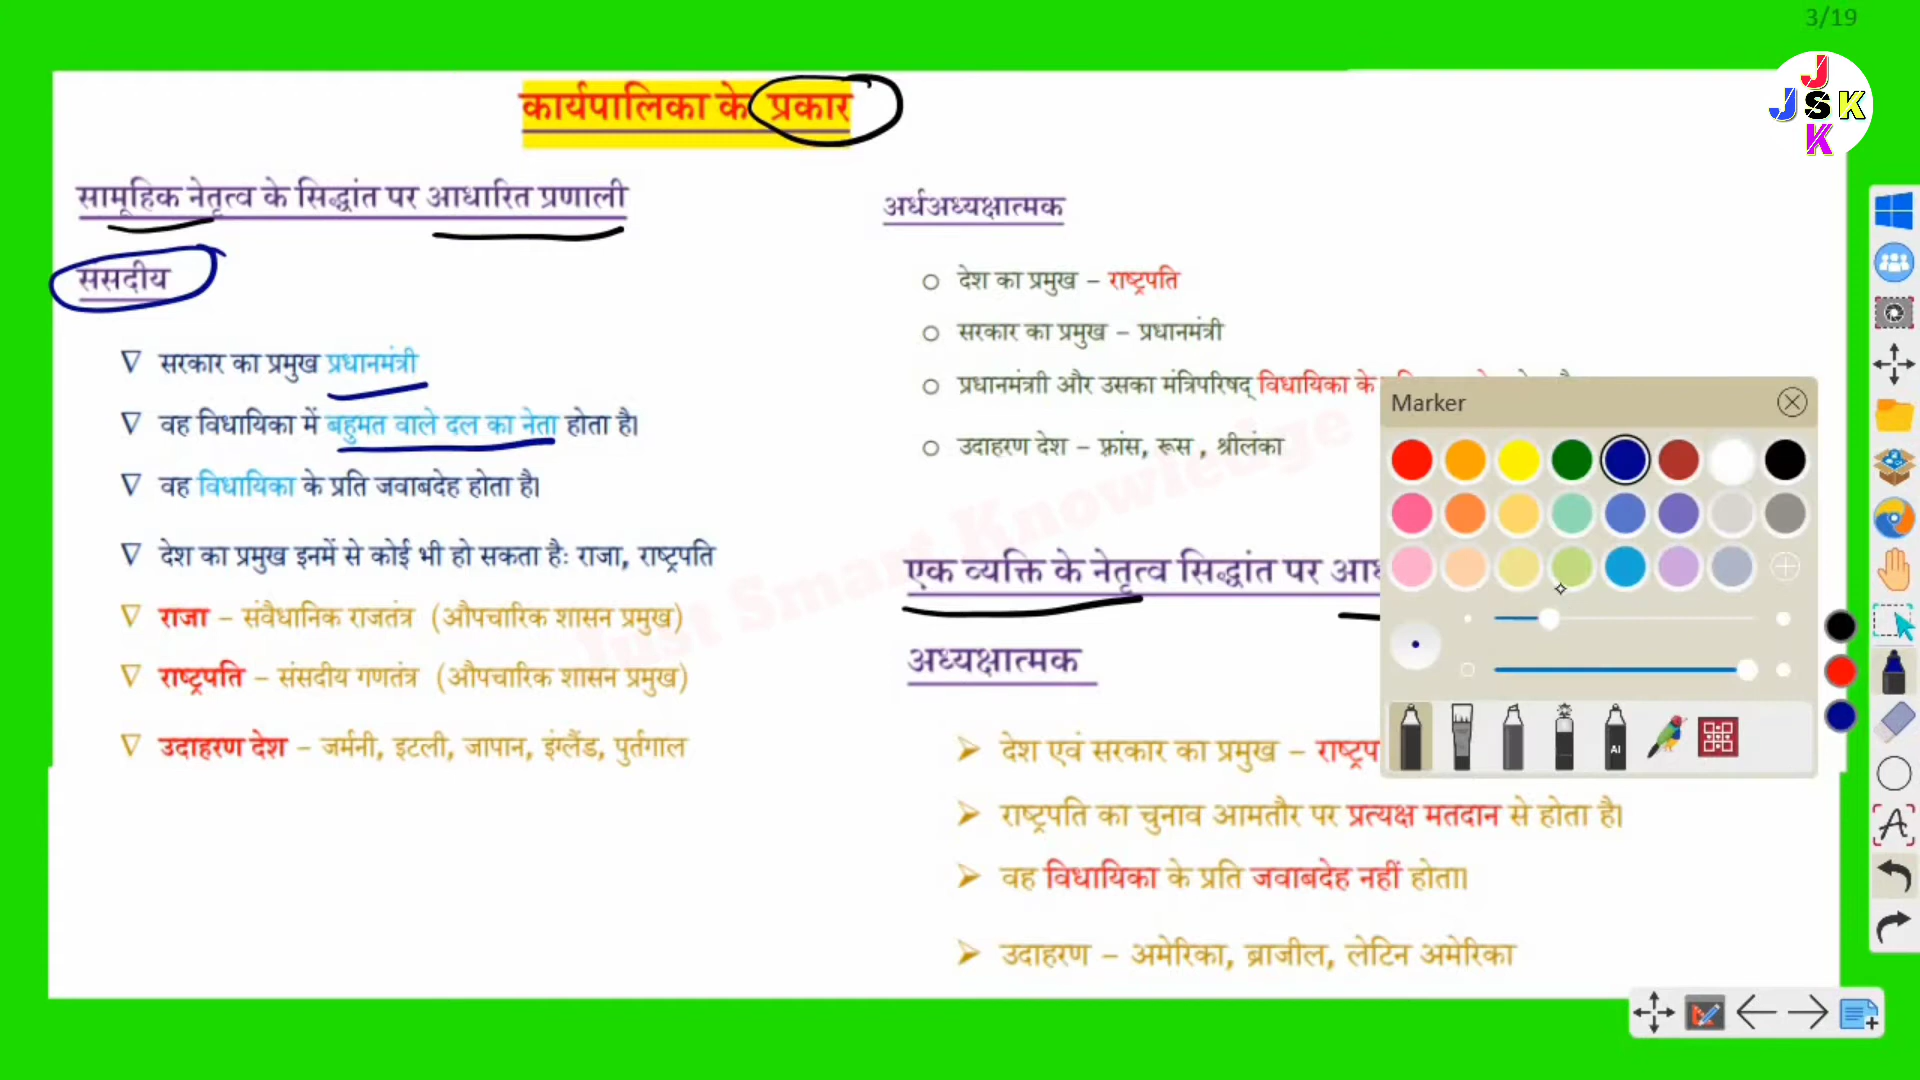 3/19
J
JSK
K
कार्यपालिका के प्रकार
सामूहिक नेतृत्व के सिद्धांत पर आधारित प्रणाली
संसदीय
∇ सरकार का प्रमुख प्रधानमंत्री
∇ वह विधायिका में बहुमत वाले दल का नेता होता है।
∇ वह विधायिका के प्रति जवाबदेह होता है।
∇ देश का प्रमुख इनमें से कोई भी हो सकता हैः राजा, राष्ट्रपति
∇ राजा – संवैधानिक राजतंत्र (औपचारिक शासन प्रमुख)
∇ राष्ट्रपति – संसदीय गणतंत्र (औपचारिक शासन प्रमुख)
∇ उदाहरण देश – जर्मनी, इटली, जापान, इंग्लैंड, पुर्तगाल
अर्धअध्यक्षात्मक
देश का प्रमुख – राष्ट्रपति
सरकार का प्रमुख – प्रधानमंत्री
प्रधानमंत्राी और उसका मंत्रिपरिषद् विधायिका के
उदाहरण देश – फ़्रांस, रूस , श्रीलंका
एक व्यक्ति के नेतृत्व सिद्धांत पर
अध्यक्षात्मक
➢ देश एवं सरकार का प्रमुख –
➢ राष्ट्रपति का चुनाव आमतौर पर प्रत्यक्ष मतदान से होता है।
➢ वह विधायिका के प्रति जवाबदेह नहीं होता।
➢ उदाहरण – अमेरिका, ब्राजील, लेटिन अमेरिका
Just Smart Knowledge
Marker
AI
A